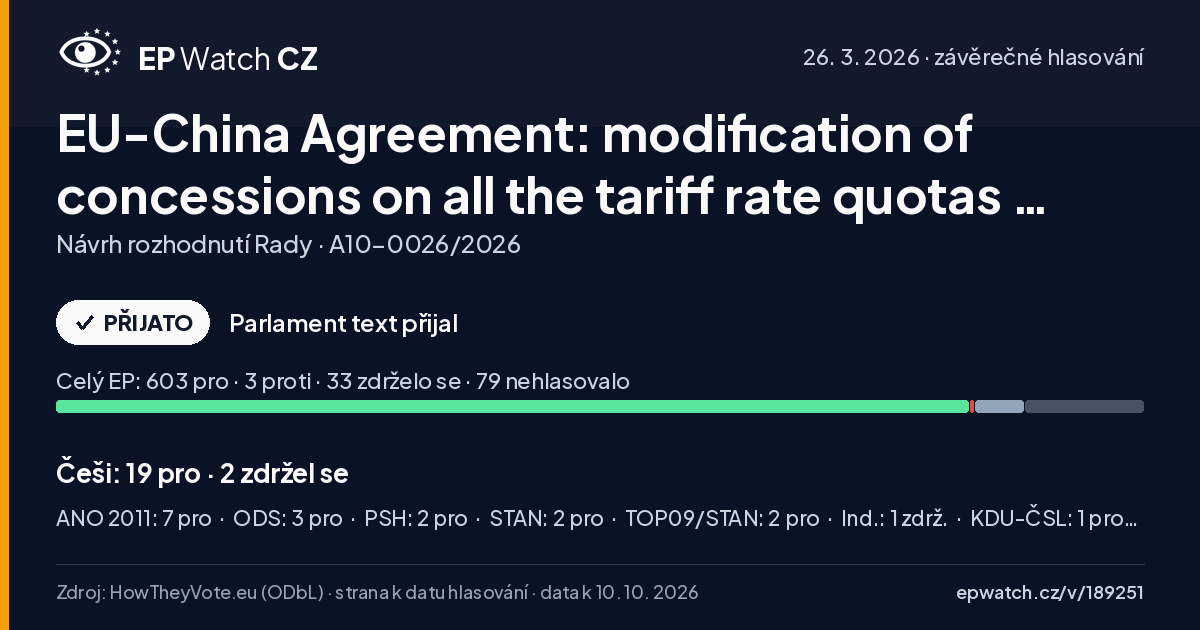 EP Watch CZ
26. 3. 2026 · závěrečné hlasování
EU–China Agreement: modification of
concessions on all the tariff rate quotas …
Návrh rozhodnutí Rady · A10–0026/2026
✓ PŘIJATO
Parlament text přijal
Celý EP: 603 pro · 3 proti · 33 zdrželo se · 79 nehlasovalo
Češi: 19 pro · 2 zdržel se
ANO 2011: 7 pro · ODS: 3 pro · PSH: 2 pro · STAN: 2 pro · TOP09/STAN: 2 pro · Ind.: 1 zdrž. · KDU-ČSL: 1 pro…
Zdroj: HowTheyVote.eu (ODbL) · strana k datu hlasování · data k 10. 10. 2026
epwatch.cz/v/189251